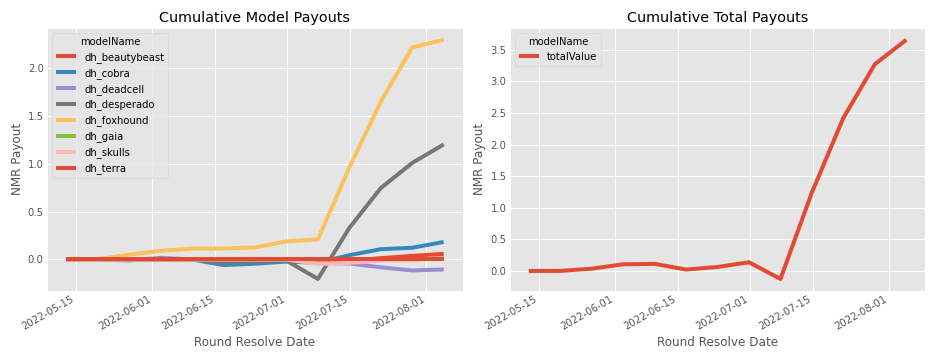 Cumulative Model Payouts
NMR Payout
2.0
1.5
1.0
0.5
0.0
modelName
dh_beautybeast
dh_cobra
dh_deadcell
dh_desperado
dh_foxhound
dh_gaia
dh_skulls
dh_terra
2022-05-15
2022-06-01
2022-06-15
2022-07-01
2022-07-15
2022-08-01
Round Resolve Date
Cumulative Total Payouts
NMR Payout
3.5
3.0
2.5
2.0
1.5
1.0
0.5
0.0
modelName
totalValue
2022-05-15
2022-06-01
2022-06-15
2022-07-01
2022-07-15
2022-08-01
Round Resolve Date